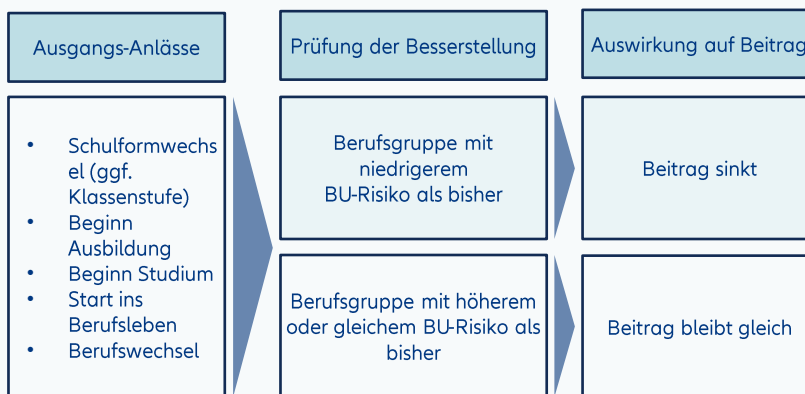 Ausgangs-Anlässe
Prüfung der Besserstellung
Auswirkung auf Beitrag
• Schulformwechs
el (ggf.
Klassenstufe)
• Beginn
Ausbildung
• Beginn Studium
• Start ins
Berufsleben
• Berufswechsel
Berufsgruppe mit
niedrigerem
BU-Risiko als bisher
Beitrag sinkt
Berufsgruppe mit höherem
oder gleichem BU-Risiko als
bisher
Beitrag bleibt gleich